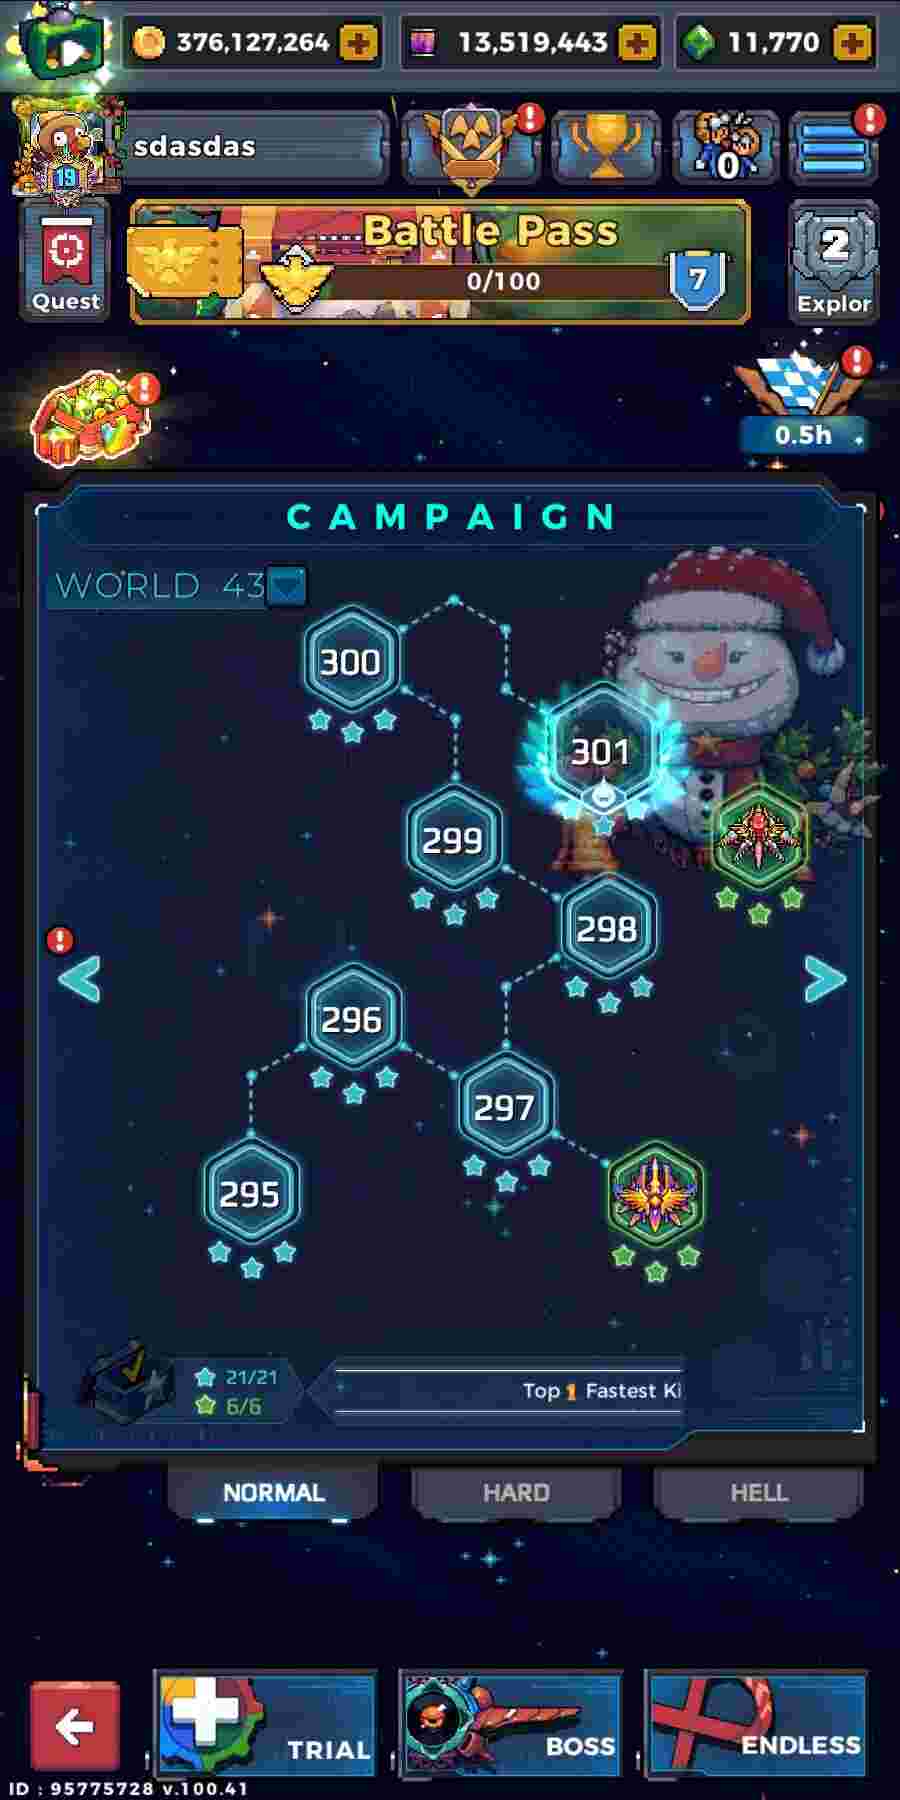 376,127,264
13,519,443
11,770
sdasdas
19
0
Battle Pass
Quest
0/100
7
2
Explor
0.5h
CAMPAIGN
WORLD 43
300
301
299
298
296
297
295
21/21
6/6
Top 1 Fastest Ki
NORMAL
HARD
HELL
TRIAL
BOSS
ENDLESS
ID : 95775728 v.100.41